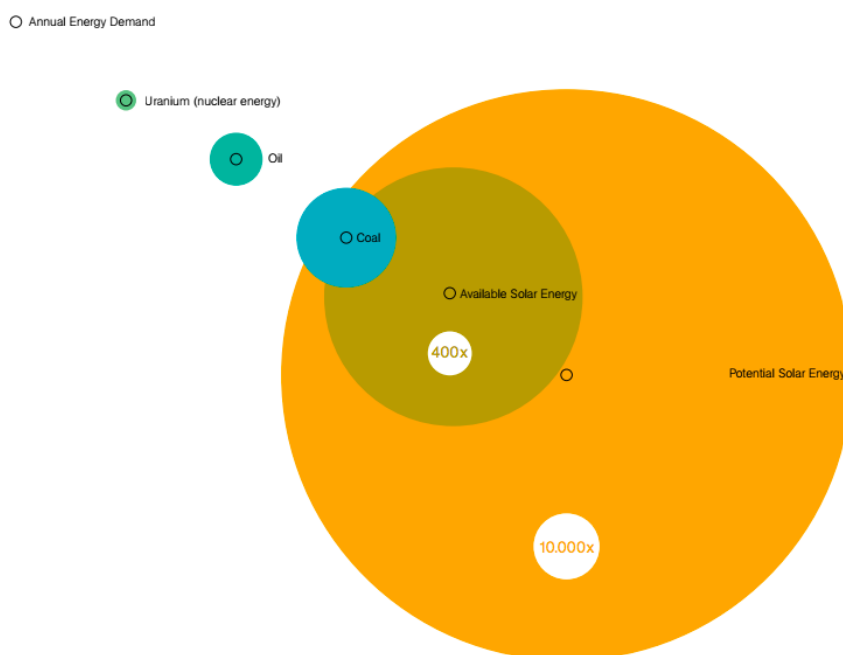 Annual Energy Demand
Uranium (nuclear energy)
Oil
Coal
Available Solar Energy
400x
Potential Solar Energy
10.000x